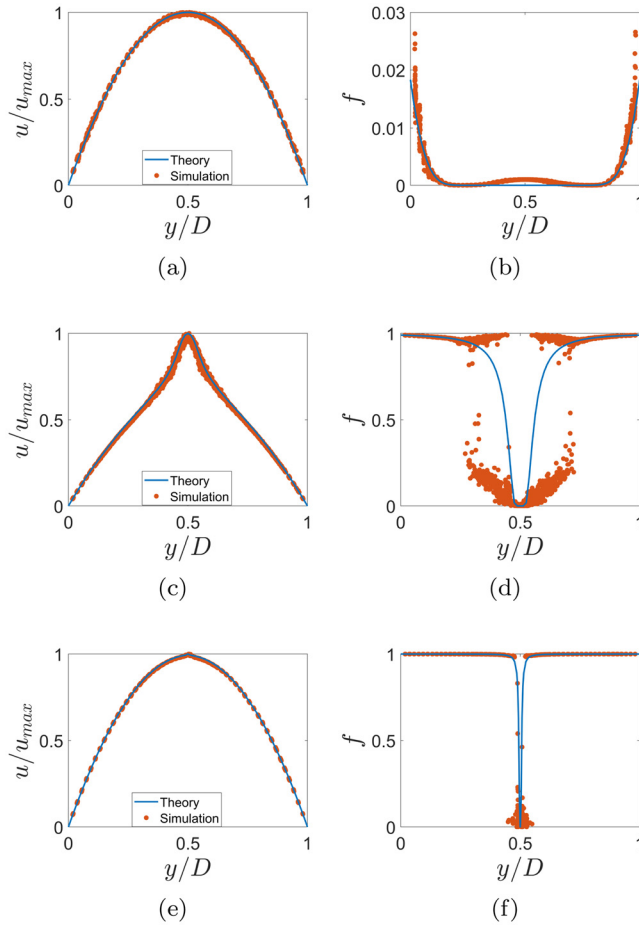 1
u/u_max
0.5
0
Theory
Simulation
0 0.5 1
y/D
(a)
0.03
f
0.02
0.01
0
0 0.5 1
y/D
(b)
1
u/u_max
0.5
0
Theory
Simulation
0 0.5 1
y/D
(c)
1
f
0.5
0
0 0.5 1
y/D
(d)
1
u/u_max
0.5
0
Theory
Simulation
0 0.5 1
y/D
(e)
1
f
0.5
0
0 0.5 1
y/D
(f)